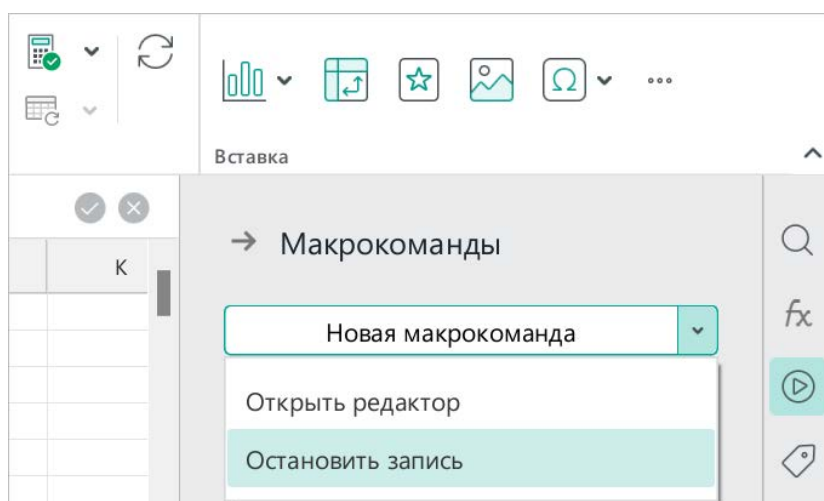 Вставка
K
Макрокоманды
fx
Новая макрокоманда
Открыть редактор
Остановить запись